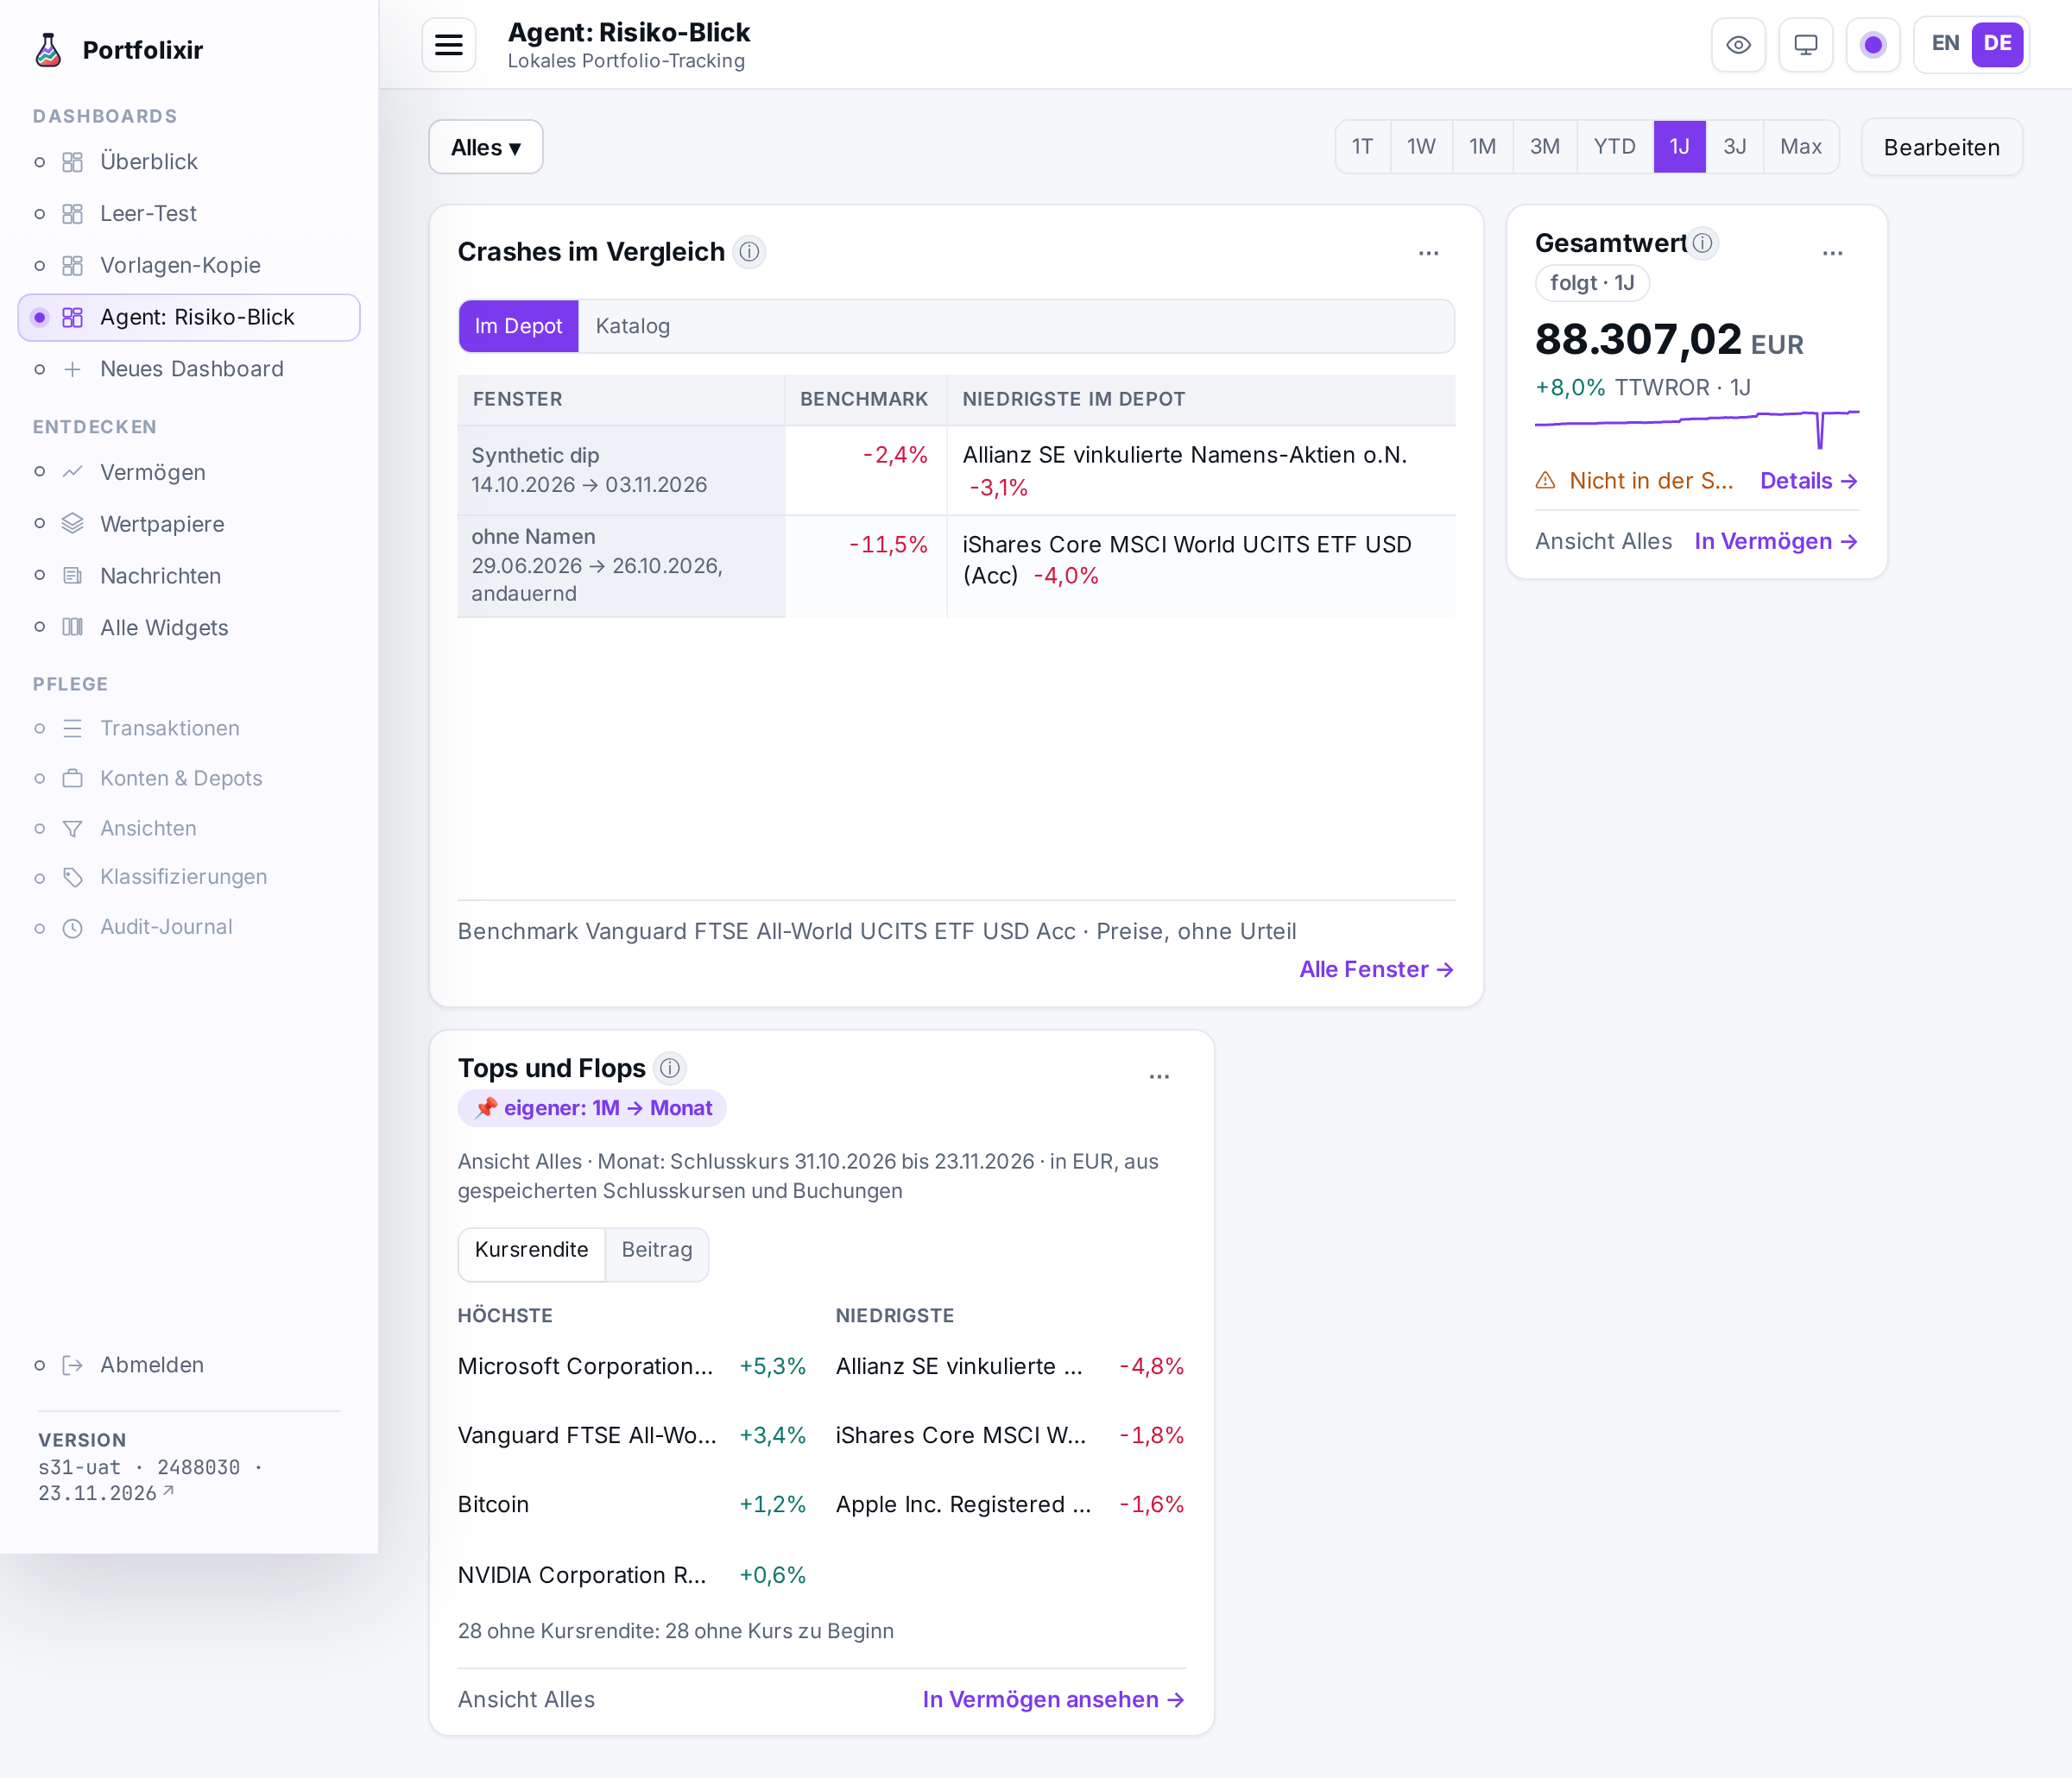 Portfolixir
DASHBOARDS
Überblick
Leer-Test
Vorlagen-Kopie
Agent: Risiko-Blick
Neues Dashboard
ENTDECKEN
Vermögen
Wertpapiere
Nachrichten
Alle Widgets
PFLEGE
Transaktionen
Konten & Depots
Ansichten
Klassifizierungen
Audit-Journal
Abmelden
VERSION
s31-uat · 2488030 ·
23.11.2026↗
Agent: Risiko-Blick
Lokales Portfolio-Tracking
EN DE
Alles ▾
1T 1W 1M 3M YTD 1J 3J Max
Bearbeiten
Crashes im Vergleich ⓘ
...
Im Depot Katalog
FENSTER BENCHMARK NIEDRIGSTE IM DEPOT
Synthetic dip
14.10.2026 → 03.11.2026
-2,4%
Allianz SE vinkulierte Namens-Aktien o.N.
-3,1%
ohne Namen
29.06.2026 → 26.10.2026,
andauernd
-11,5%
iShares Core MSCI World UCITS ETF USD
(Acc) -4,0%
Benchmark Vanguard FTSE All-World UCITS ETF USD Acc · Preise, ohne Urteil
Alle Fenster →
Gesamtwert ⓘ
...
folgt · 1J
88.307,02 EUR
+8,0% TTWROR · 1J
Nicht in der S... Details →
Ansicht Alles In Vermögen →
Tops und Flops ⓘ
...
📌 eigener: 1M → Monat
Ansicht Alles · Monat: Schlusskurs 31.10.2026 bis 23.11.2026 · in EUR, aus
gespeicherten Schlusskursen und Buchungen
Kursrendite Beitrag
HÖCHSTE NIEDRIGSTE
Microsoft Corporation... +5,3% Allianz SE vinkulierte ... -4,8%
Vanguard FTSE All-Wo... +3,4% iShares Core MSCI W... -1,8%
Bitcoin +1,2% Apple Inc. Registered ... -1,6%
NVIDIA Corporation R... +0,6%
28 ohne Kursrendite: 28 ohne Kurs zu Beginn
Ansicht Alles In Vermögen ansehen →